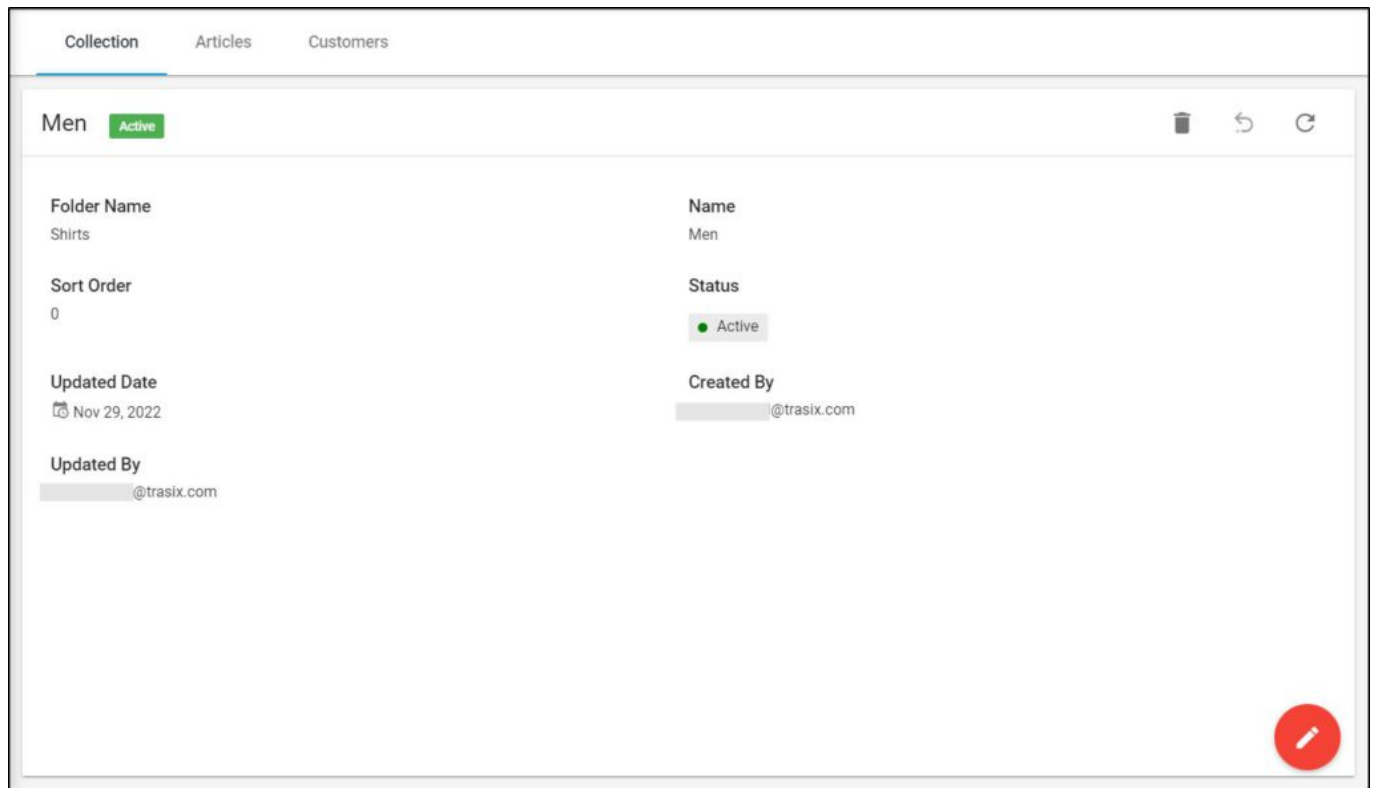 Collection Articles Customers
Men Active
Folder Name Name
Shirts Men
Sort Order Status
0 Active
Updated Date Created By
Nov 29, 2022 @trasix.com
Updated By
@trasix.com